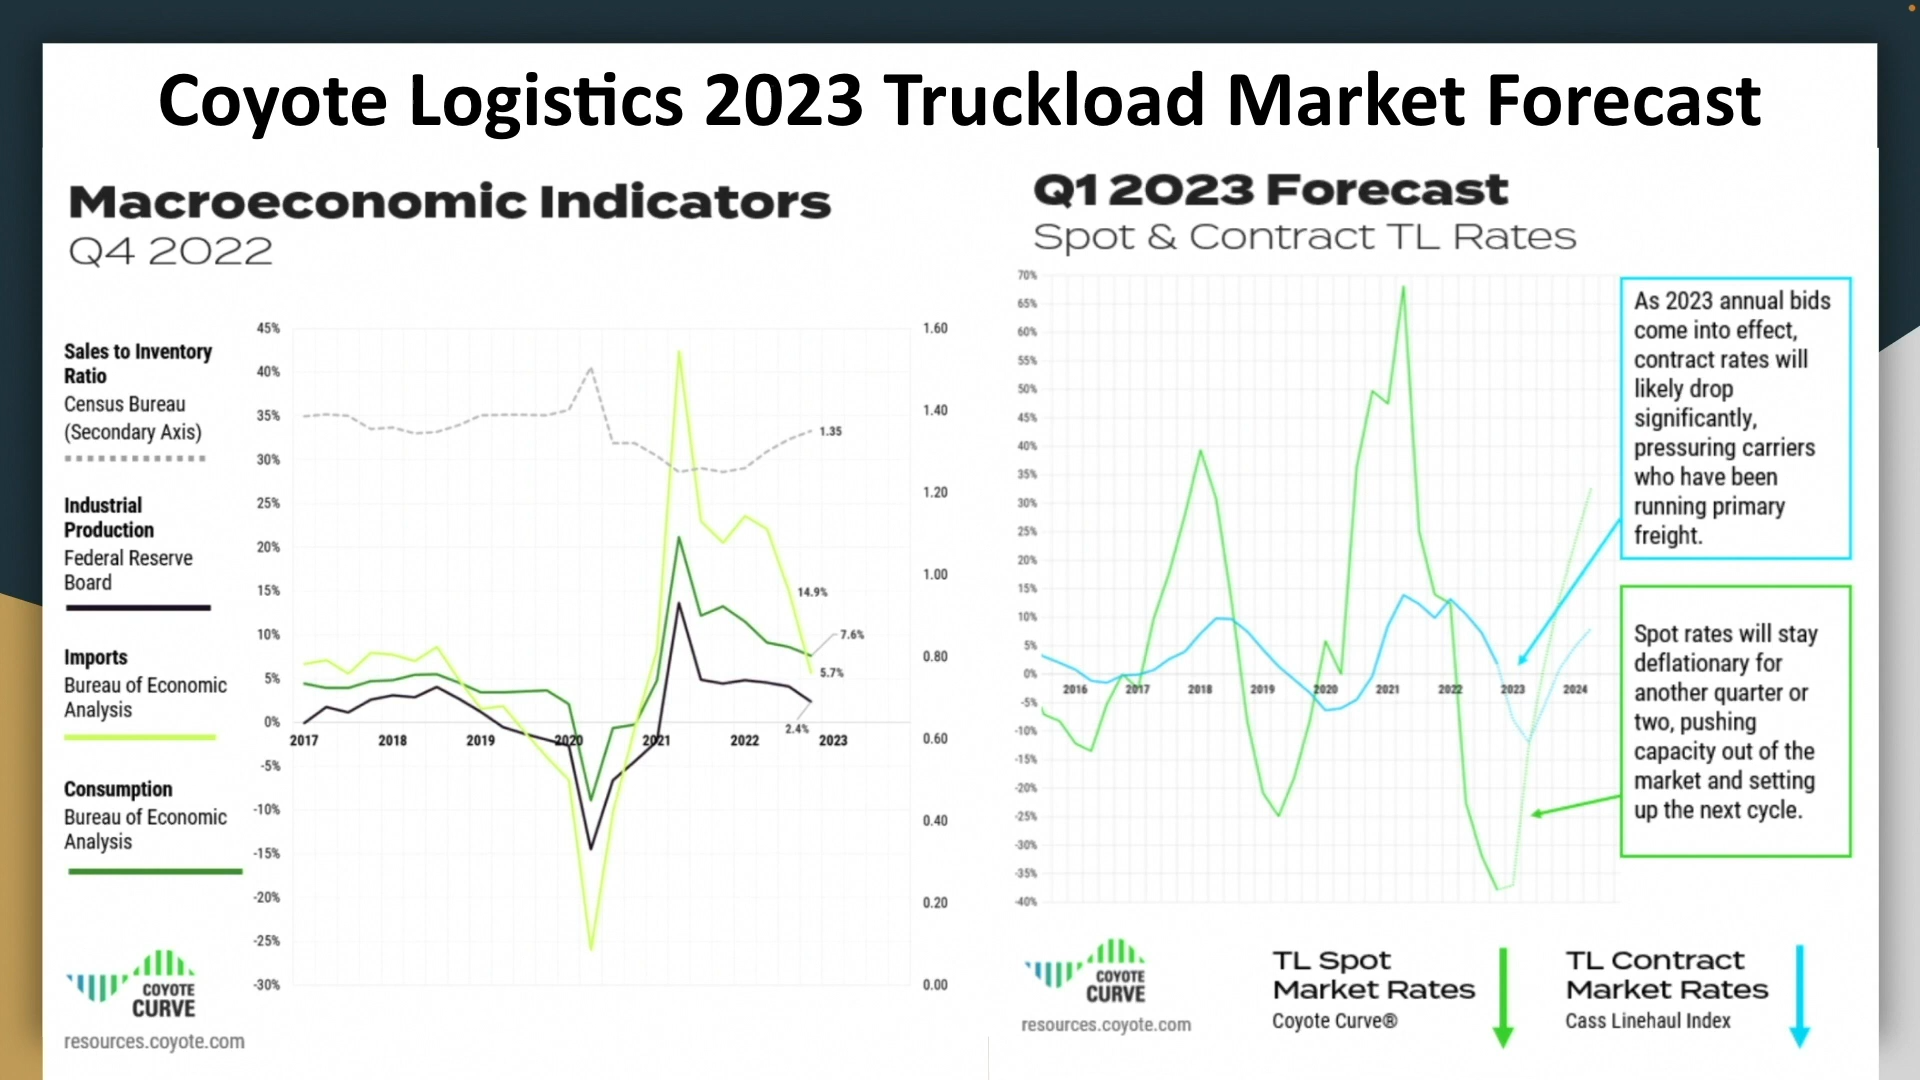 Coyote Logistics 2023 Truckload Market Forecast
Macroeconomic Indicators
Q4 2022
Sales to Inventory
Ratio
Census Bureau
(Secondary Axis)
Industrial
Production
Federal Reserve
Board
Imports
Bureau of Economic
Analysis
Consumption
Bureau of Economic
Analysis
45%
40%
35%
30%
25%
20%
15%
10%
5%
0%
-5%
-10%
-15%
-20%
-25%
-30%
2017 2018 2019 2020 2021 2022 2023
1.35
14.9%
7.6%
5.7%
2.4%
1.60
1.40
1.20
1.00
0.80
0.60
0.40
0.20
0.00
COYOTE
CURVE
resources.coyote.com
Q1 2023 Forecast
Spot & Contract TL Rates
70%
65%
60%
55%
50%
45%
40%
35%
30%
25%
20%
15%
10%
5%
0%
-5%
-10%
-15%
-20%
-25%
-30%
-35%
-40%
2016 2017 2018 2019 2020 2021 2022 2023 2024
As 2023 annual bids
come into effect,
contract rates will
likely drop
significantly,
pressuring carriers
who have been
running primary
freight.
Spot rates will stay
deflationary for
another quarter or
two, pushing
capacity out of the
market and setting
up the next cycle.
COYOTE
CURVE
resources.coyote.com
TL Spot
Market Rates
Coyote Curve®
TL Contract
Market Rates
Cass Linehaul Index